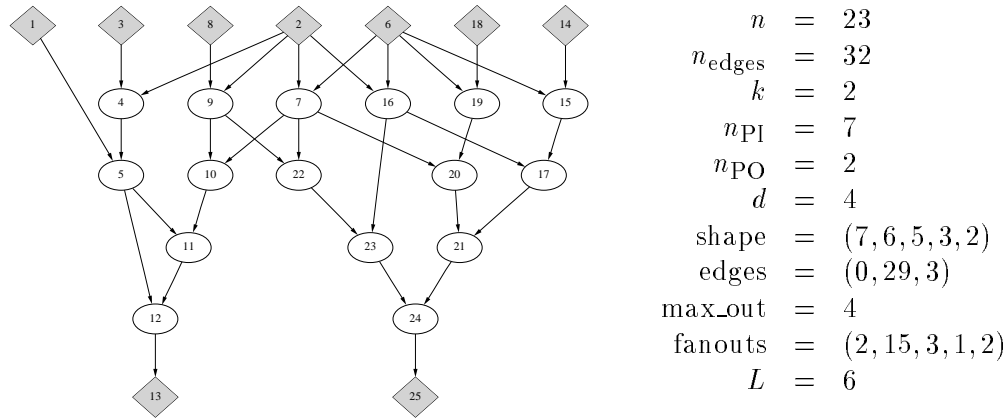 1 3 8 2 6 18 14
4 9 7 16 19 15
5 10 22 20 17
11 23 21
12 24
13 25
n = 23
n_edges = 32
k = 2
n_PI = 7
n_PO = 2
d = 4
shape = (7, 6, 5, 3, 2)
edges = (0, 29, 3)
max_out = 4
fanouts = (2, 15, 3, 1, 2)
L = 6